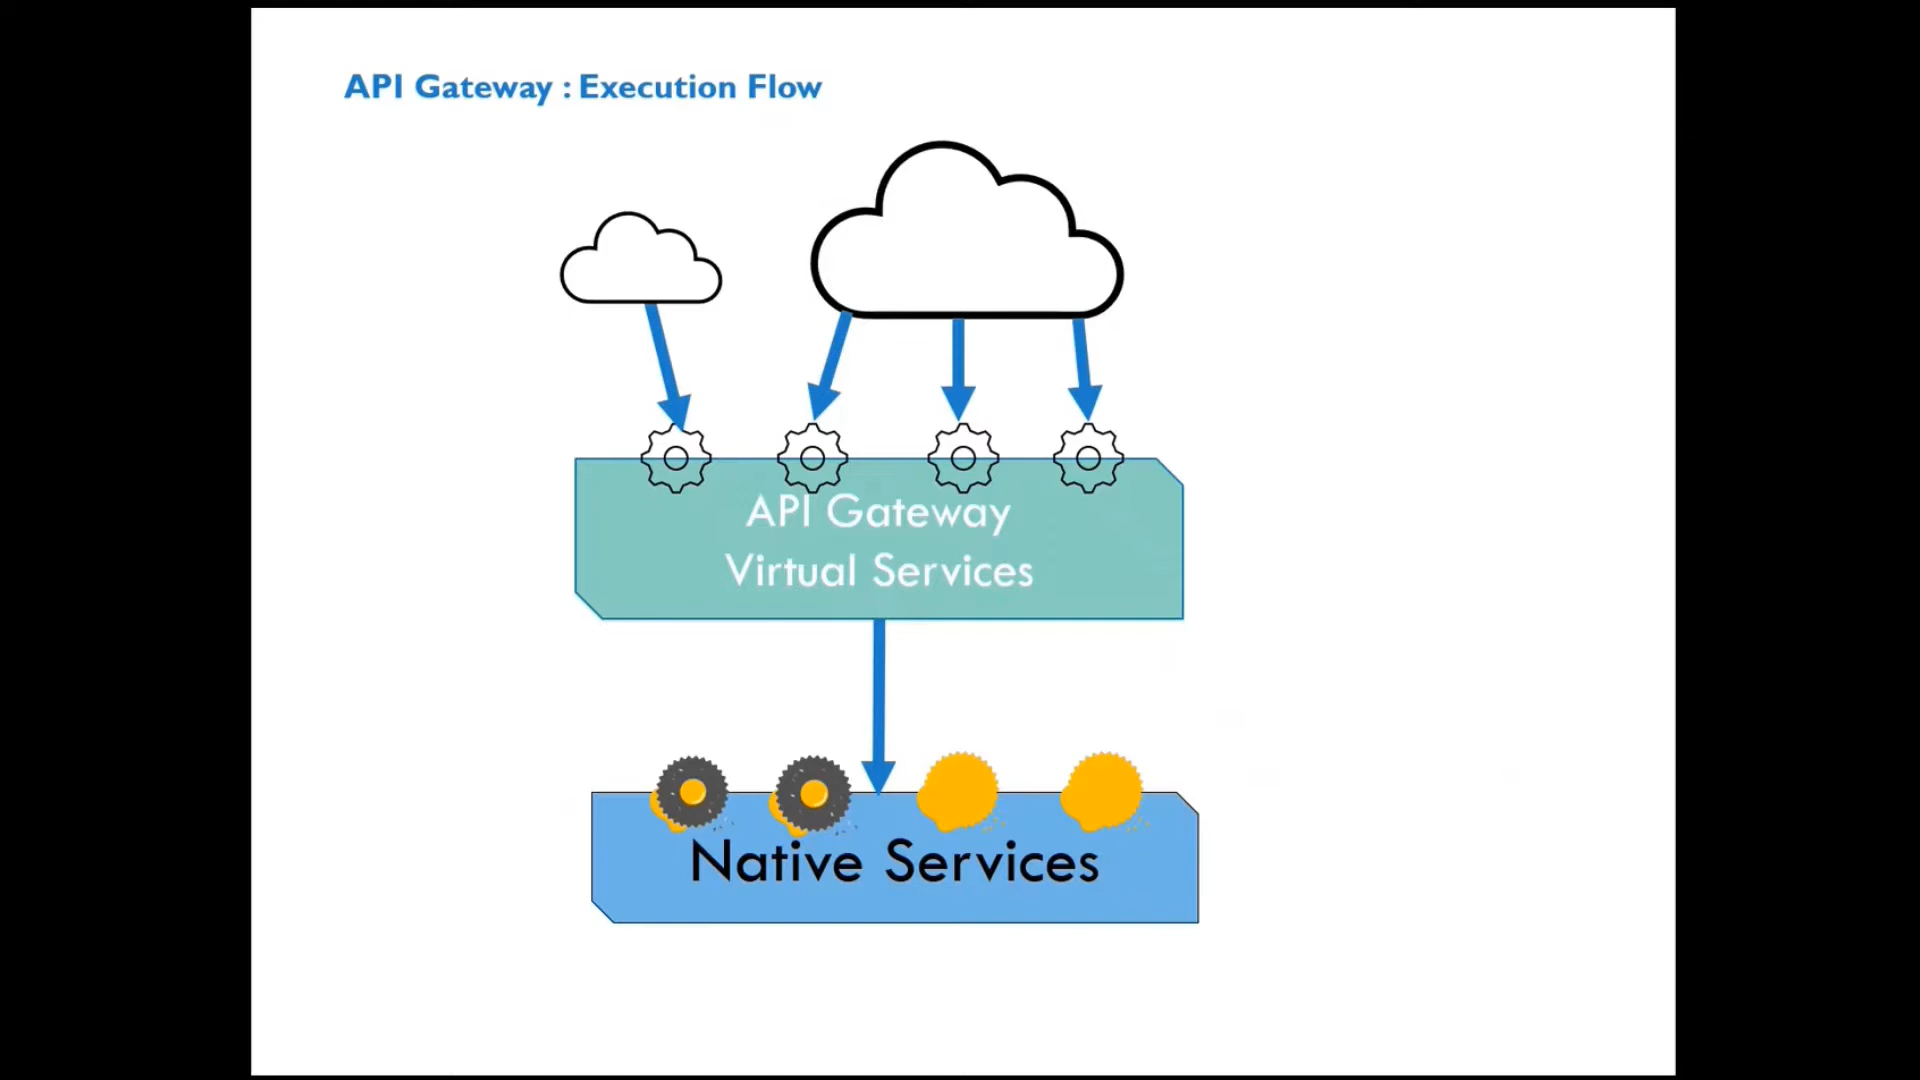 API Gateway : Execution Flow
API Gateway
Virtual Services
Native Services